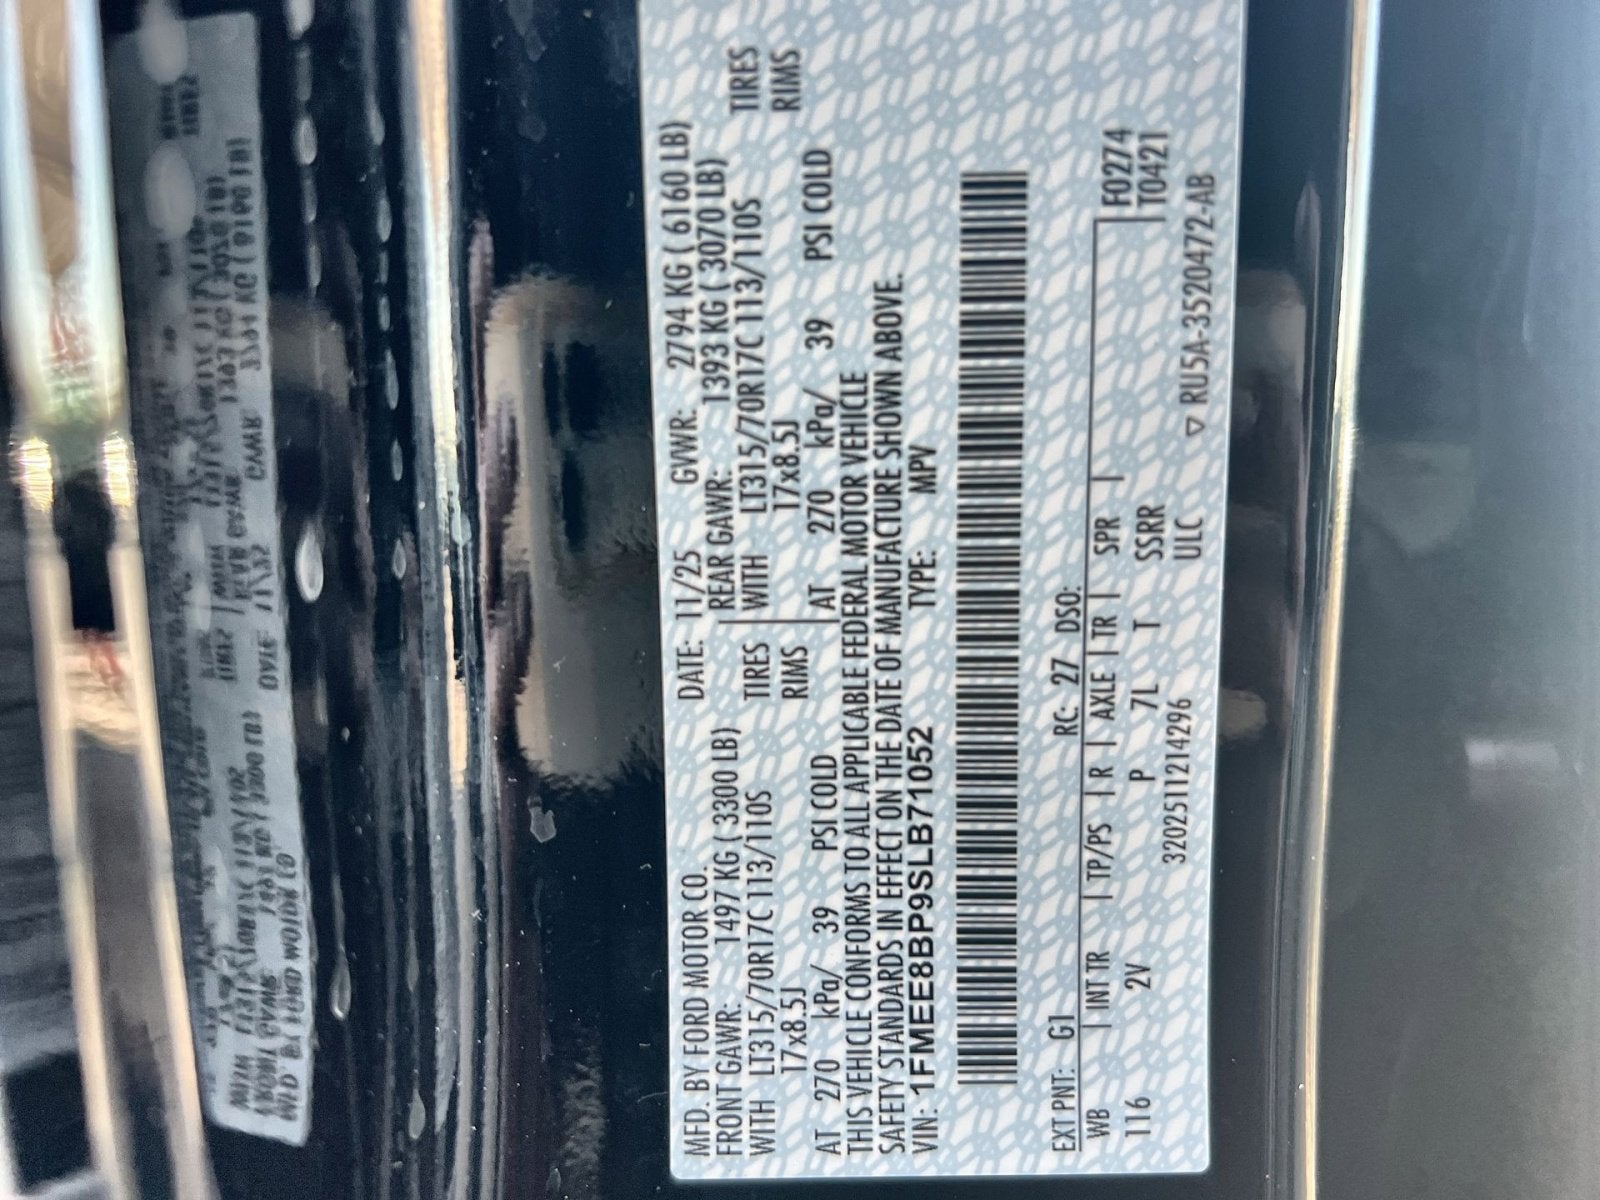 MFD. BY FORD MOTOR CO.
DATE: 11/25 GVWR: 2794 KG ( 6160 LB)
FRONT GAWR: 1497 KG ( 3300 LB)
REAR GAWR: 1393 KG ( 3070 LB)
WITH LT315/70R17C 113/110S TIRES
WITH LT315/70R17C 113/110S TIRES
17x8.5J RIMS
17x8.5J RIMS
AT 270 kPa/ 39 PSI COLD
AT 270 kPa/ 39 PSI COLD
THIS VEHICLE CONFORMS TO ALL APPLICABLE FEDERAL MOTOR VEHICLE
SAFETY STANDARDS IN EFFECT ON THE DATE OF MANUFACTURE SHOWN ABOVE.
VIN: 1FMEE8BP9SLB71052 TYPE: MPV
EXT PNT: G1 RC: 27 DSO:
WB INT TR TP/PS R AXLE TR SPR F0274
116 2V P 7L T SSRR T0421
3202511214296 ULC
▽ RU5A-3520472-AB